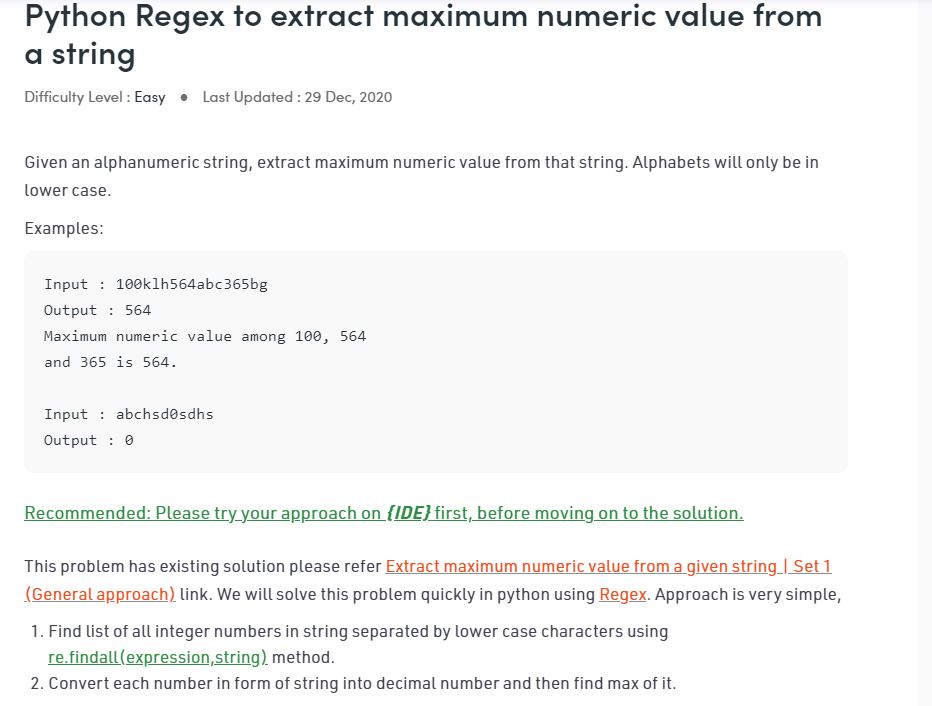 Python Regex to extract maximum numeric value from
a string
Difficulty Level : Easy ● Last Updated : 29 Dec, 2020
Given an alphanumeric string, extract maximum numeric value from that string. Alphabets will only be in
lower case.
Examples:
Input : 100klh564abc365bg
Output : 564
Maximum numeric value among 100, 564
and 365 is 564.
Input : abchsd0sdhs
Output : 0
Recommended: Please try your approach on {IDE} first, before moving on to the solution.
This problem has existing solution please refer Extract maximum numeric value from a given string | Set 1
(General approach) link. We will solve this problem quickly in python using Regex. Approach is very simple,
1. Find list of all integer numbers in string separated by lower case characters using
re.findall(expression,string) method.
2. Convert each number in form of string into decimal number and then find max of it.